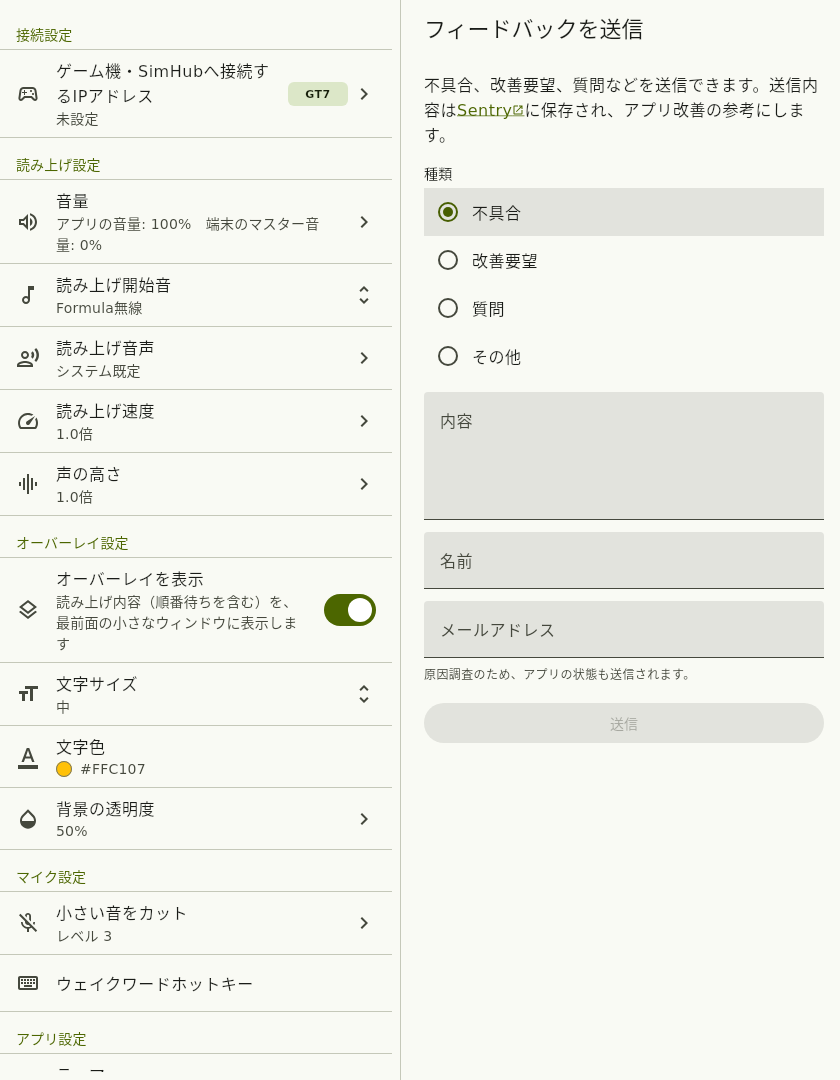 接続設定
ゲーム機・SimHubへ接続す
るIPアドレス
未設定
GT7
読み上げ設定
音量
アプリの音量: 100%　端末のマスター音
量: 0%
読み上げ開始音
Formula無線
読み上げ音声
システム既定
読み上げ速度
1.0倍
声の高さ
1.0倍
オーバーレイ設定
オーバーレイを表示
読み上げ内容（順番待ちを含む）を、
最前面の小さなウィンドウに表示しま
す
文字サイズ
中
文字色
#FFC107
背景の透明度
50%
マイク設定
小さい音をカット
レベル 3
ウェイクワードホットキー
アプリ設定
フィードバックを送信
不具合、改善要望、質問などを送信できます。送信内
容はSentryに保存され、アプリ改善の参考にしま
す。
種類
不具合
改善要望
質問
その他
内容
名前
メールアドレス
原因調査のため、アプリの状態も送信されます。
送信